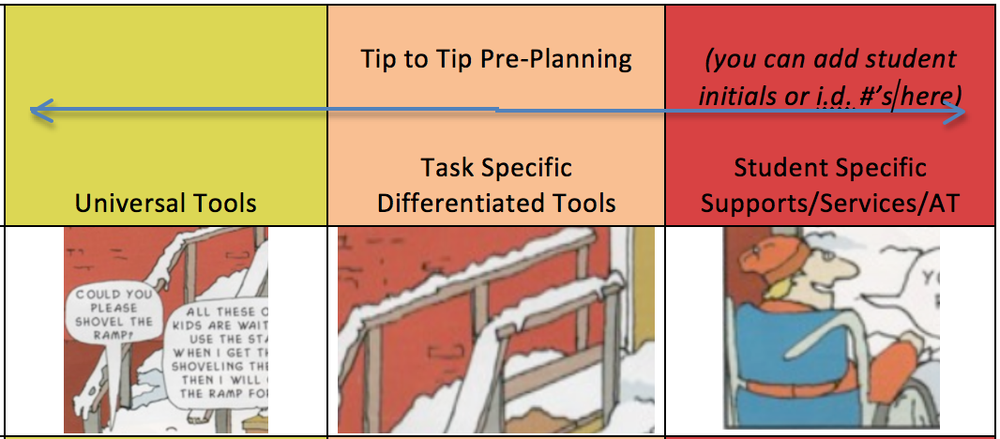 Tip to Tip Pre-Planning
(you can add student
initials or i.d. #'s/here)
Universal Tools
Task Specific
Differentiated Tools
Student Specific
Supports/Services/AT
COULD YOU
PLEASE
SHOVEL THE
RAMP?
ALL THESE
KIDS ARE
USE THE
WHEN I GET
SHOVELING
THEN I WILL
THE RAMP